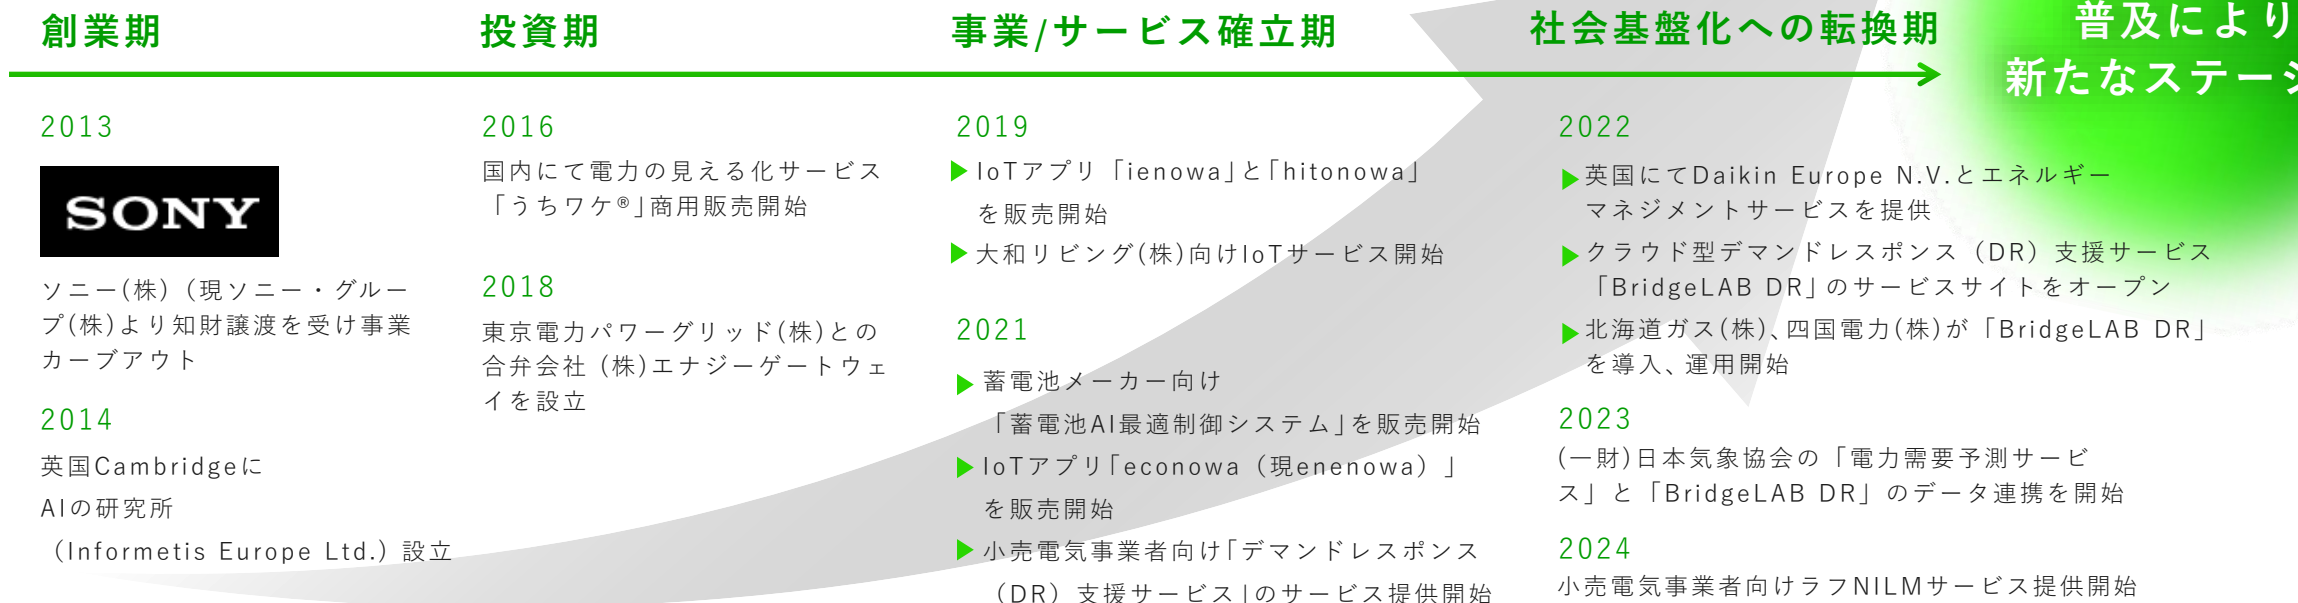 創業期
2013
SONY
ソニー(株)(現ソニー・グルー
プ(株)より知財譲渡を受け事業
カーブアウト
2014
英国Cambridgeに
AIの研究所
(Informetis Europe Ltd.) 設立
投資期
2016
国内にて電力の見える化サービス
「うちワケ®」商用販売開始
2018
東京電力パワーグリッド(株)との
合弁会社 (株)エナジーゲートウェ
イを設立
事業/サービス確立期
2019
▶IoTアプリ「ienowa」と「hitonowa」
を販売開始
▶大和リビング(株)向けIoTサービス開始
2021
▶蓄電池メーカー向け
「蓄電池AI最適制御システム」を販売開始
▶IoTアプリ「econowa(現enenowa)」
を販売開始
▶小売電気事業者向け「デマンドレスポンス
(DR)支援サービス」のサービス提供開始
社会基盤化への転換期
2022
▶英国にてDaikin Europe N.V.とエネルギー
マネジメントサービスを提供
▶クラウド型デマンドレスポンス(DR)支援サービス
「BridgeLAB DR」のサービスサイトをオープン
▶北海道ガス(株)、四国電力(株)が「BridgeLAB DR」
を導入、運用開始
2023
(一財)日本気象協会の「電力需要予測サービ
ス」と「BridgeLAB DR」のデータ連携を開始
2024
小売電気事業者向けラフNILMサービス提供開始
普及により
新たなステージ